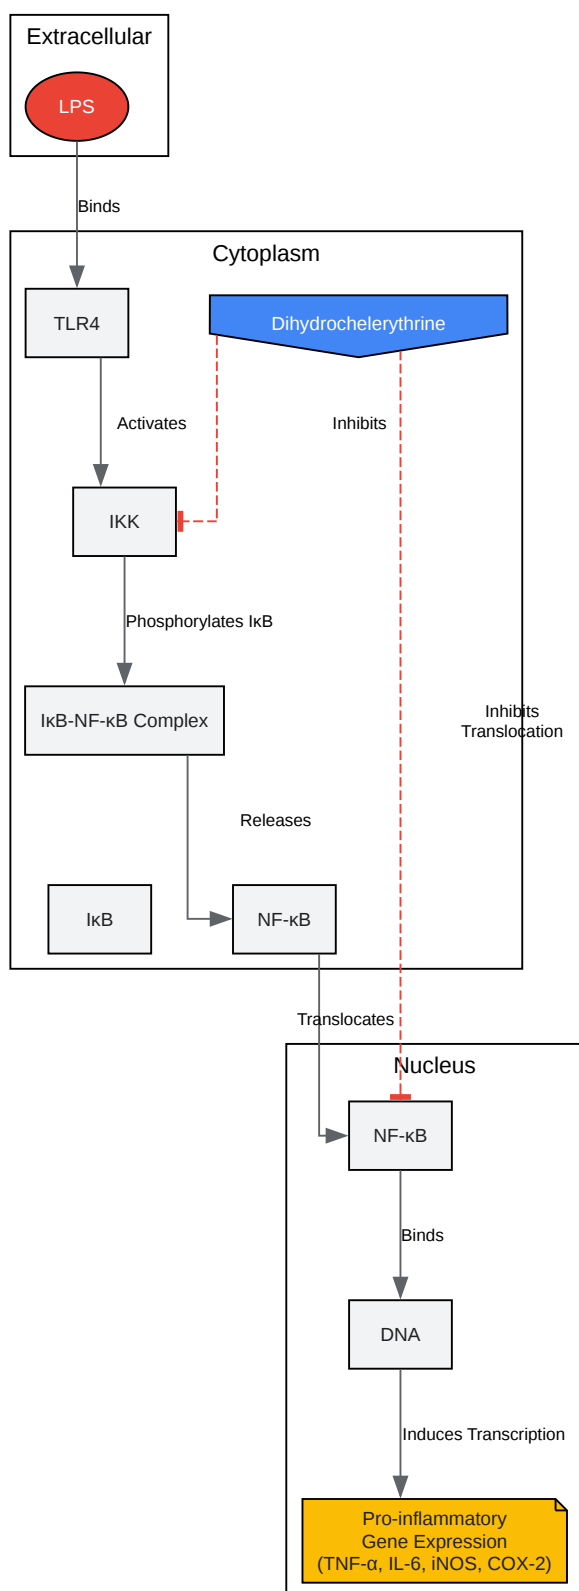 Extracellular
LPS
Binds
Cytoplasm
TLR4
Dihydrochelerythrine
Activates
Inhibits
IKK
Phosphorylates IκB
IκB-NF-κB Complex
Inhibits
Translocation
Releases
IκB
NF-κB
Translocates
Nucleus
NF-κB
Binds
DNA
Induces Transcription
Pro-inflammatory
Gene Expression
(TNF-α, IL-6, iNOS, COX-2)